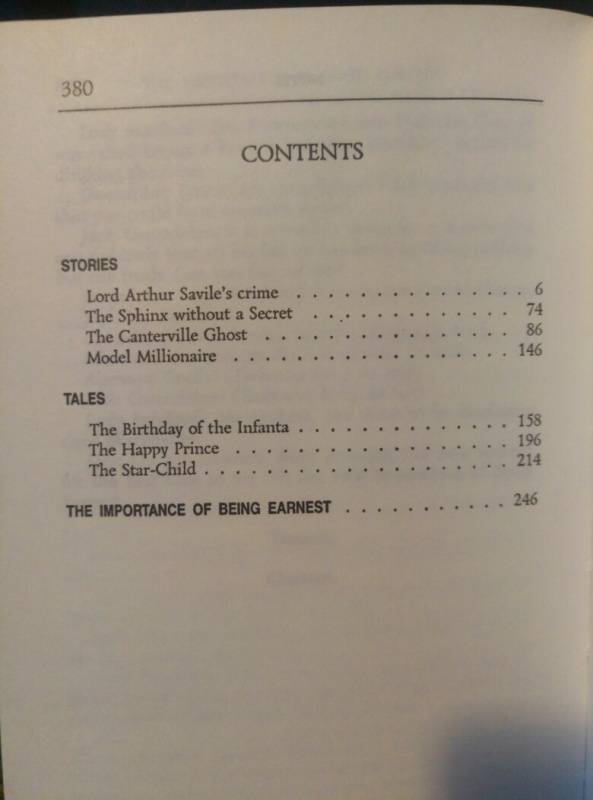 380
CONTENTS
STORIES
Lord Arthur Savile's crime . . . . . . . . . . . . . . . 6
The Sphinx without a Secret . . . . . . . . . . . . . 74
The Canterville Ghost . . . . . . . . . . . . . . . . 86
Model Millionaire . . . . . . . . . . . . . . . . . . 146
TALES
The Birthday of the Infanta . . . . . . . . . . . . . . 158
The Happy Prince . . . . . . . . . . . . . . . . . 196
The Star-Child . . . . . . . . . . . . . . . . . . . 214
THE IMPORTANCE OF BEING EARNEST . . . . . . . . . . . 246